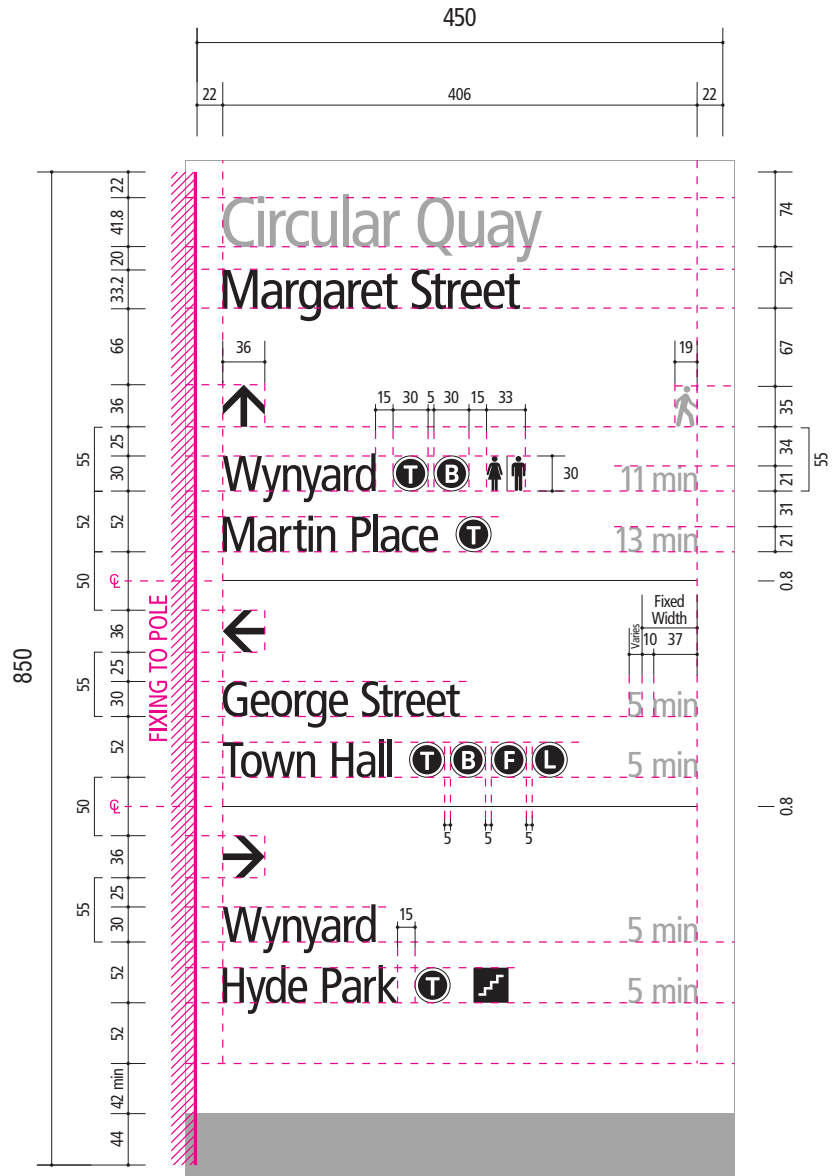 450
22 406 22
22
74
Circular Quay
41.8
20
52
Margaret Street
33.2
66
67
36
19
36
35
15 30 5 30 15 33
25
34
55
55
Wynyard T B 30 11 min
30
21
31
52
52
Martin Place T 13 min
21
50
℄
0.8
FIXING TO POLE
850
Fixed
Width
Varies
10 37
36
25
55
30
George Street 5 min
52
Town Hall T B F L 5 min
50
℄
0.8
5 5 5
36
25
55
15
30
Wynyard 5 min
52
Hyde Park T 5 min
52
42 min
44